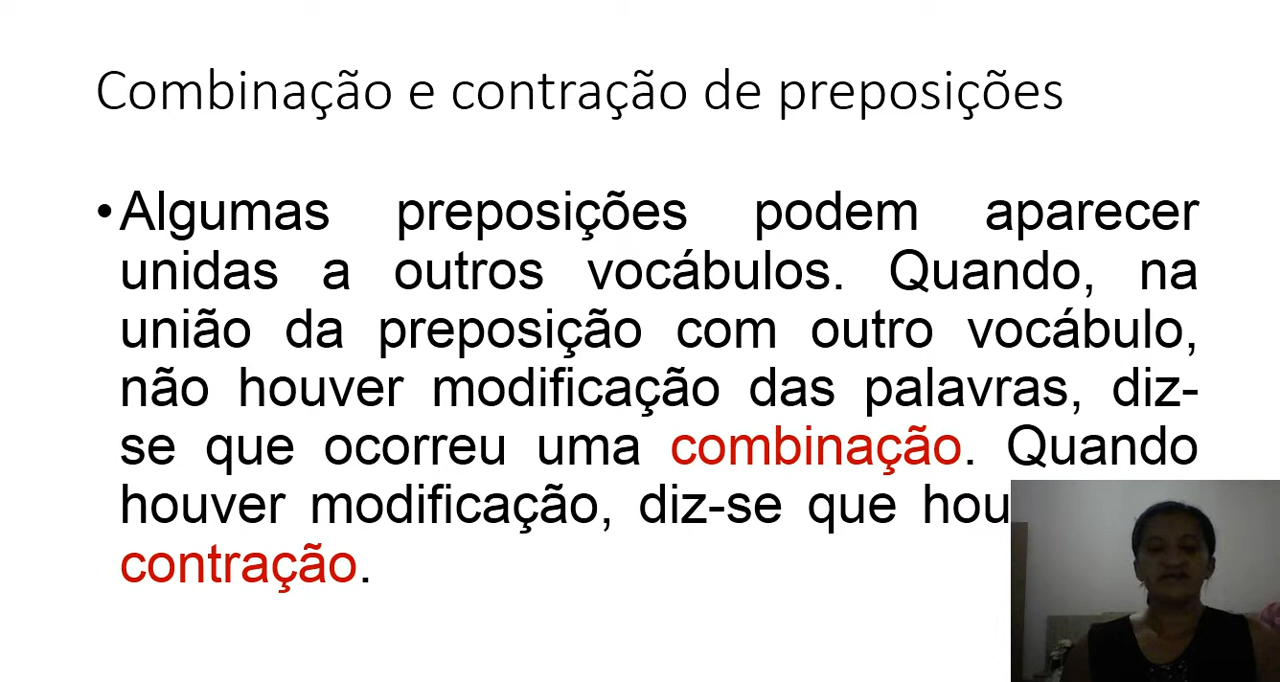 Combinação e contração de preposições
•Algumas preposições podem aparecer
unidas a outros vocábulos. Quando, na
união da preposição com outro vocábulo,
não houver modificação das palavras, diz-
se que ocorreu uma combinação. Quando
houver modificação, diz-se que hou
contração.